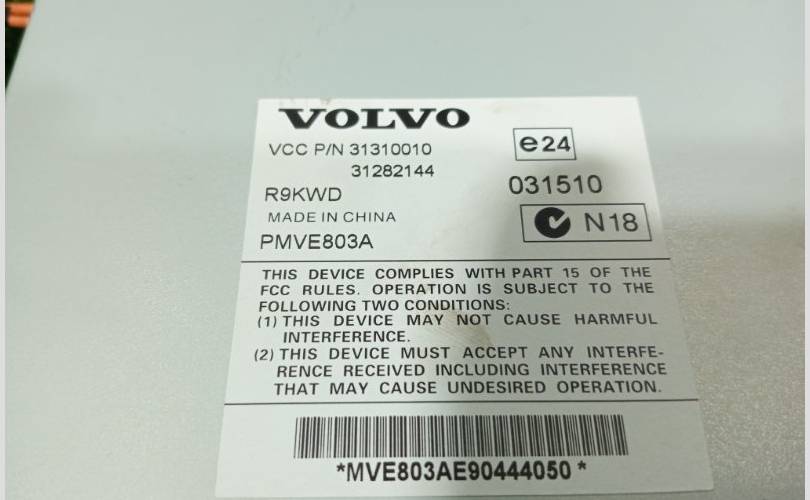 VOLVO
VCC P/N 31310010
31282144
e24
R9KWD
031510
MADE IN CHINA
N18
PMVE803A
THIS DEVICE COMPLIES WITH PART 15 OF THE
FCC RULES. OPERATION IS SUBJECT TO THE
FOLLOWING TWO CONDITIONS:
(1) THIS DEVICE MAY NOT CAUSE HARMFUL
INTERFERENCE.
(2) THIS DEVICE MUST ACCEPT ANY INTERFE-
RENCE RECEIVED INCLUDING INTERFERENCE
THAT MAY CAUSE UNDESIRED OPERATION.
*MVE803AE90444050 *